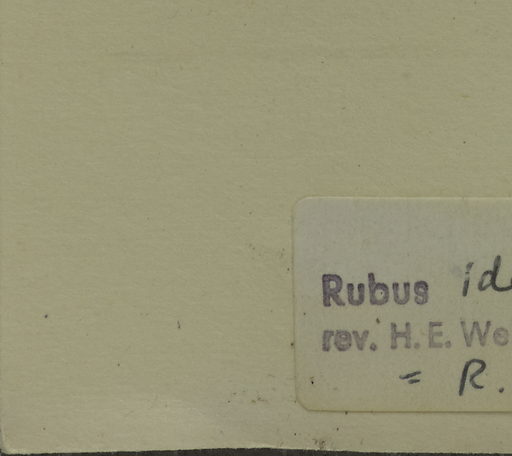 Rubus id
rev. H. E. We
= R.